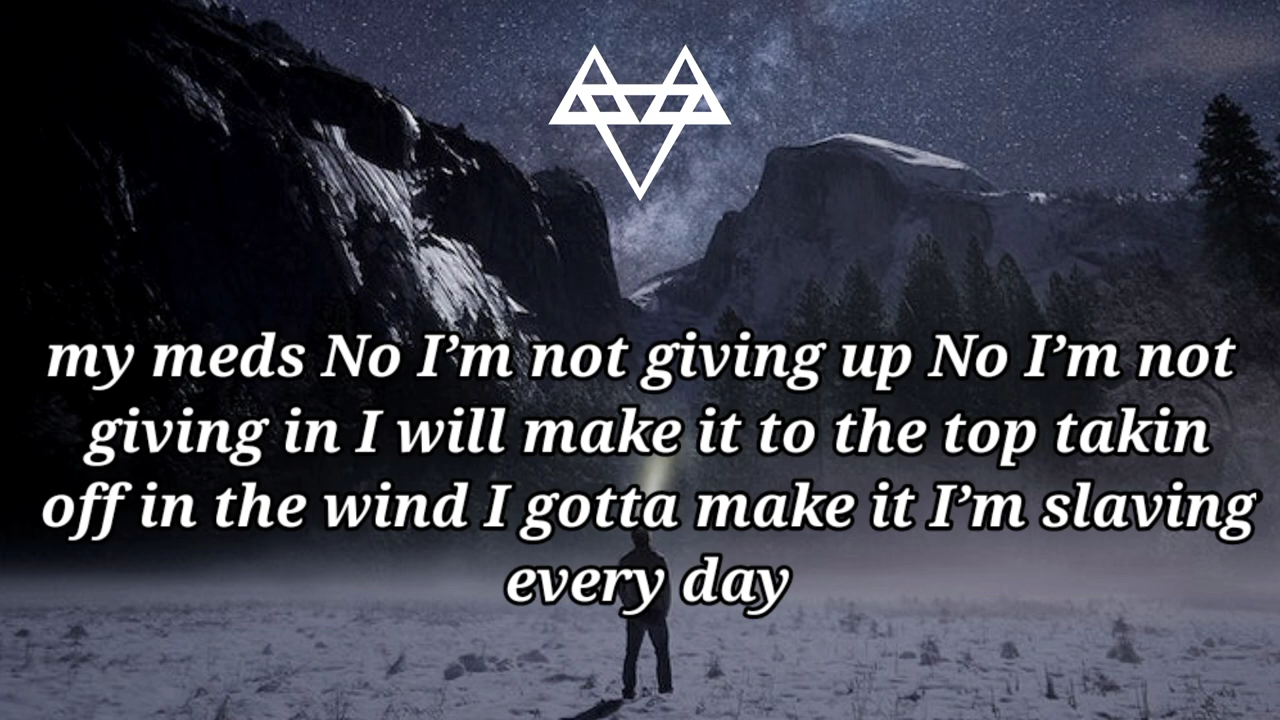 my meds No I’m not giving up No I’m not
giving in I will make it to the top takin
off in the wind I gotta make it I’m slaving
every day